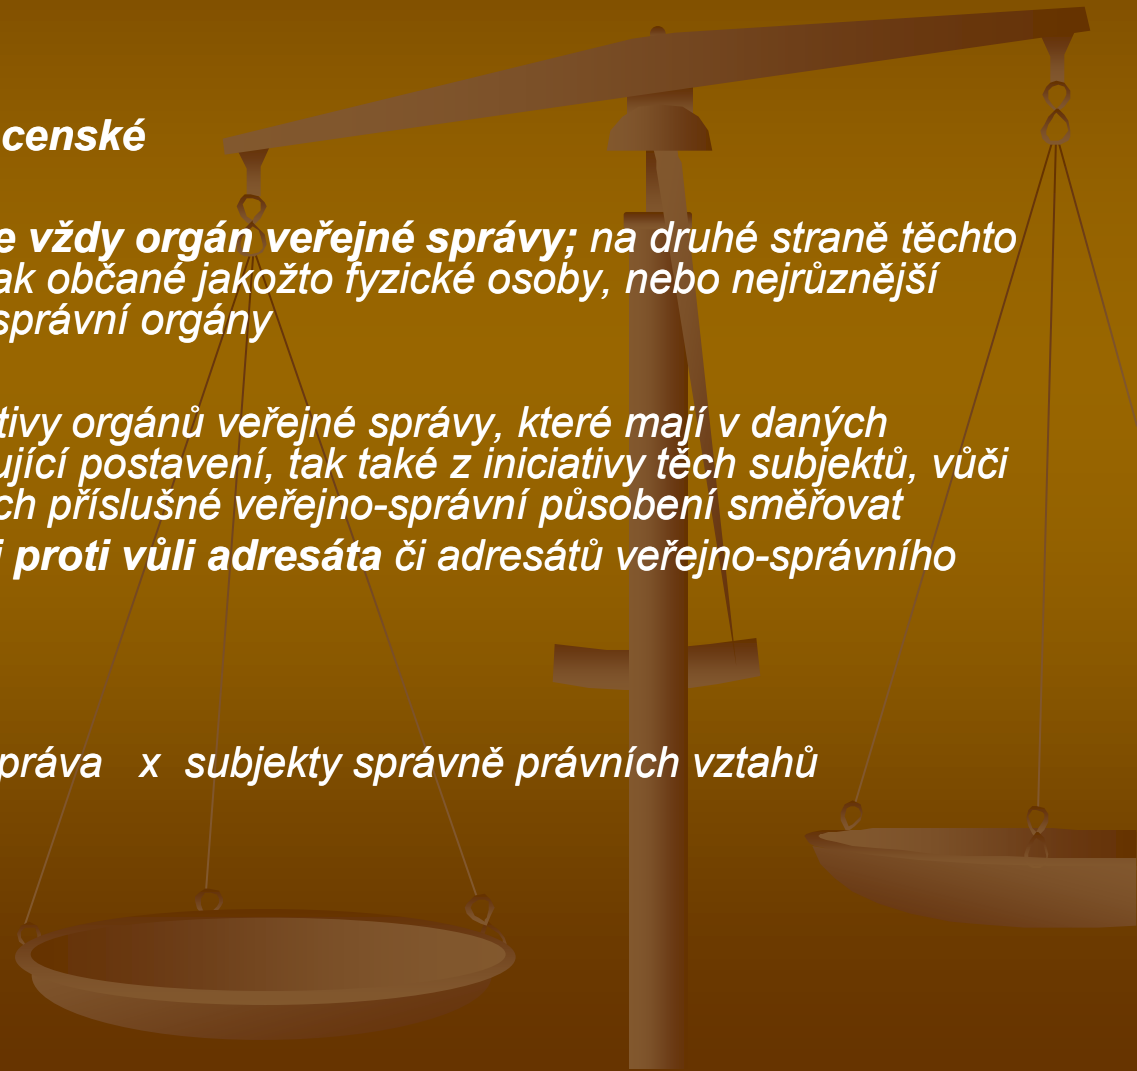 censké
e vždy orgán veřejné správy; na druhé straně těchto
ak občané jakožto fyzické osoby, nebo nejrůznější
správní orgány
tivy orgánů veřejné správy, které mají v daných
ující postavení, tak také z iniciativy těch subjektů, vůči
ch příslušné veřejno-správní působení směřovat
i proti vůli adresáta či adresátů veřejno-správního
práva x subjekty správně právních vztahů